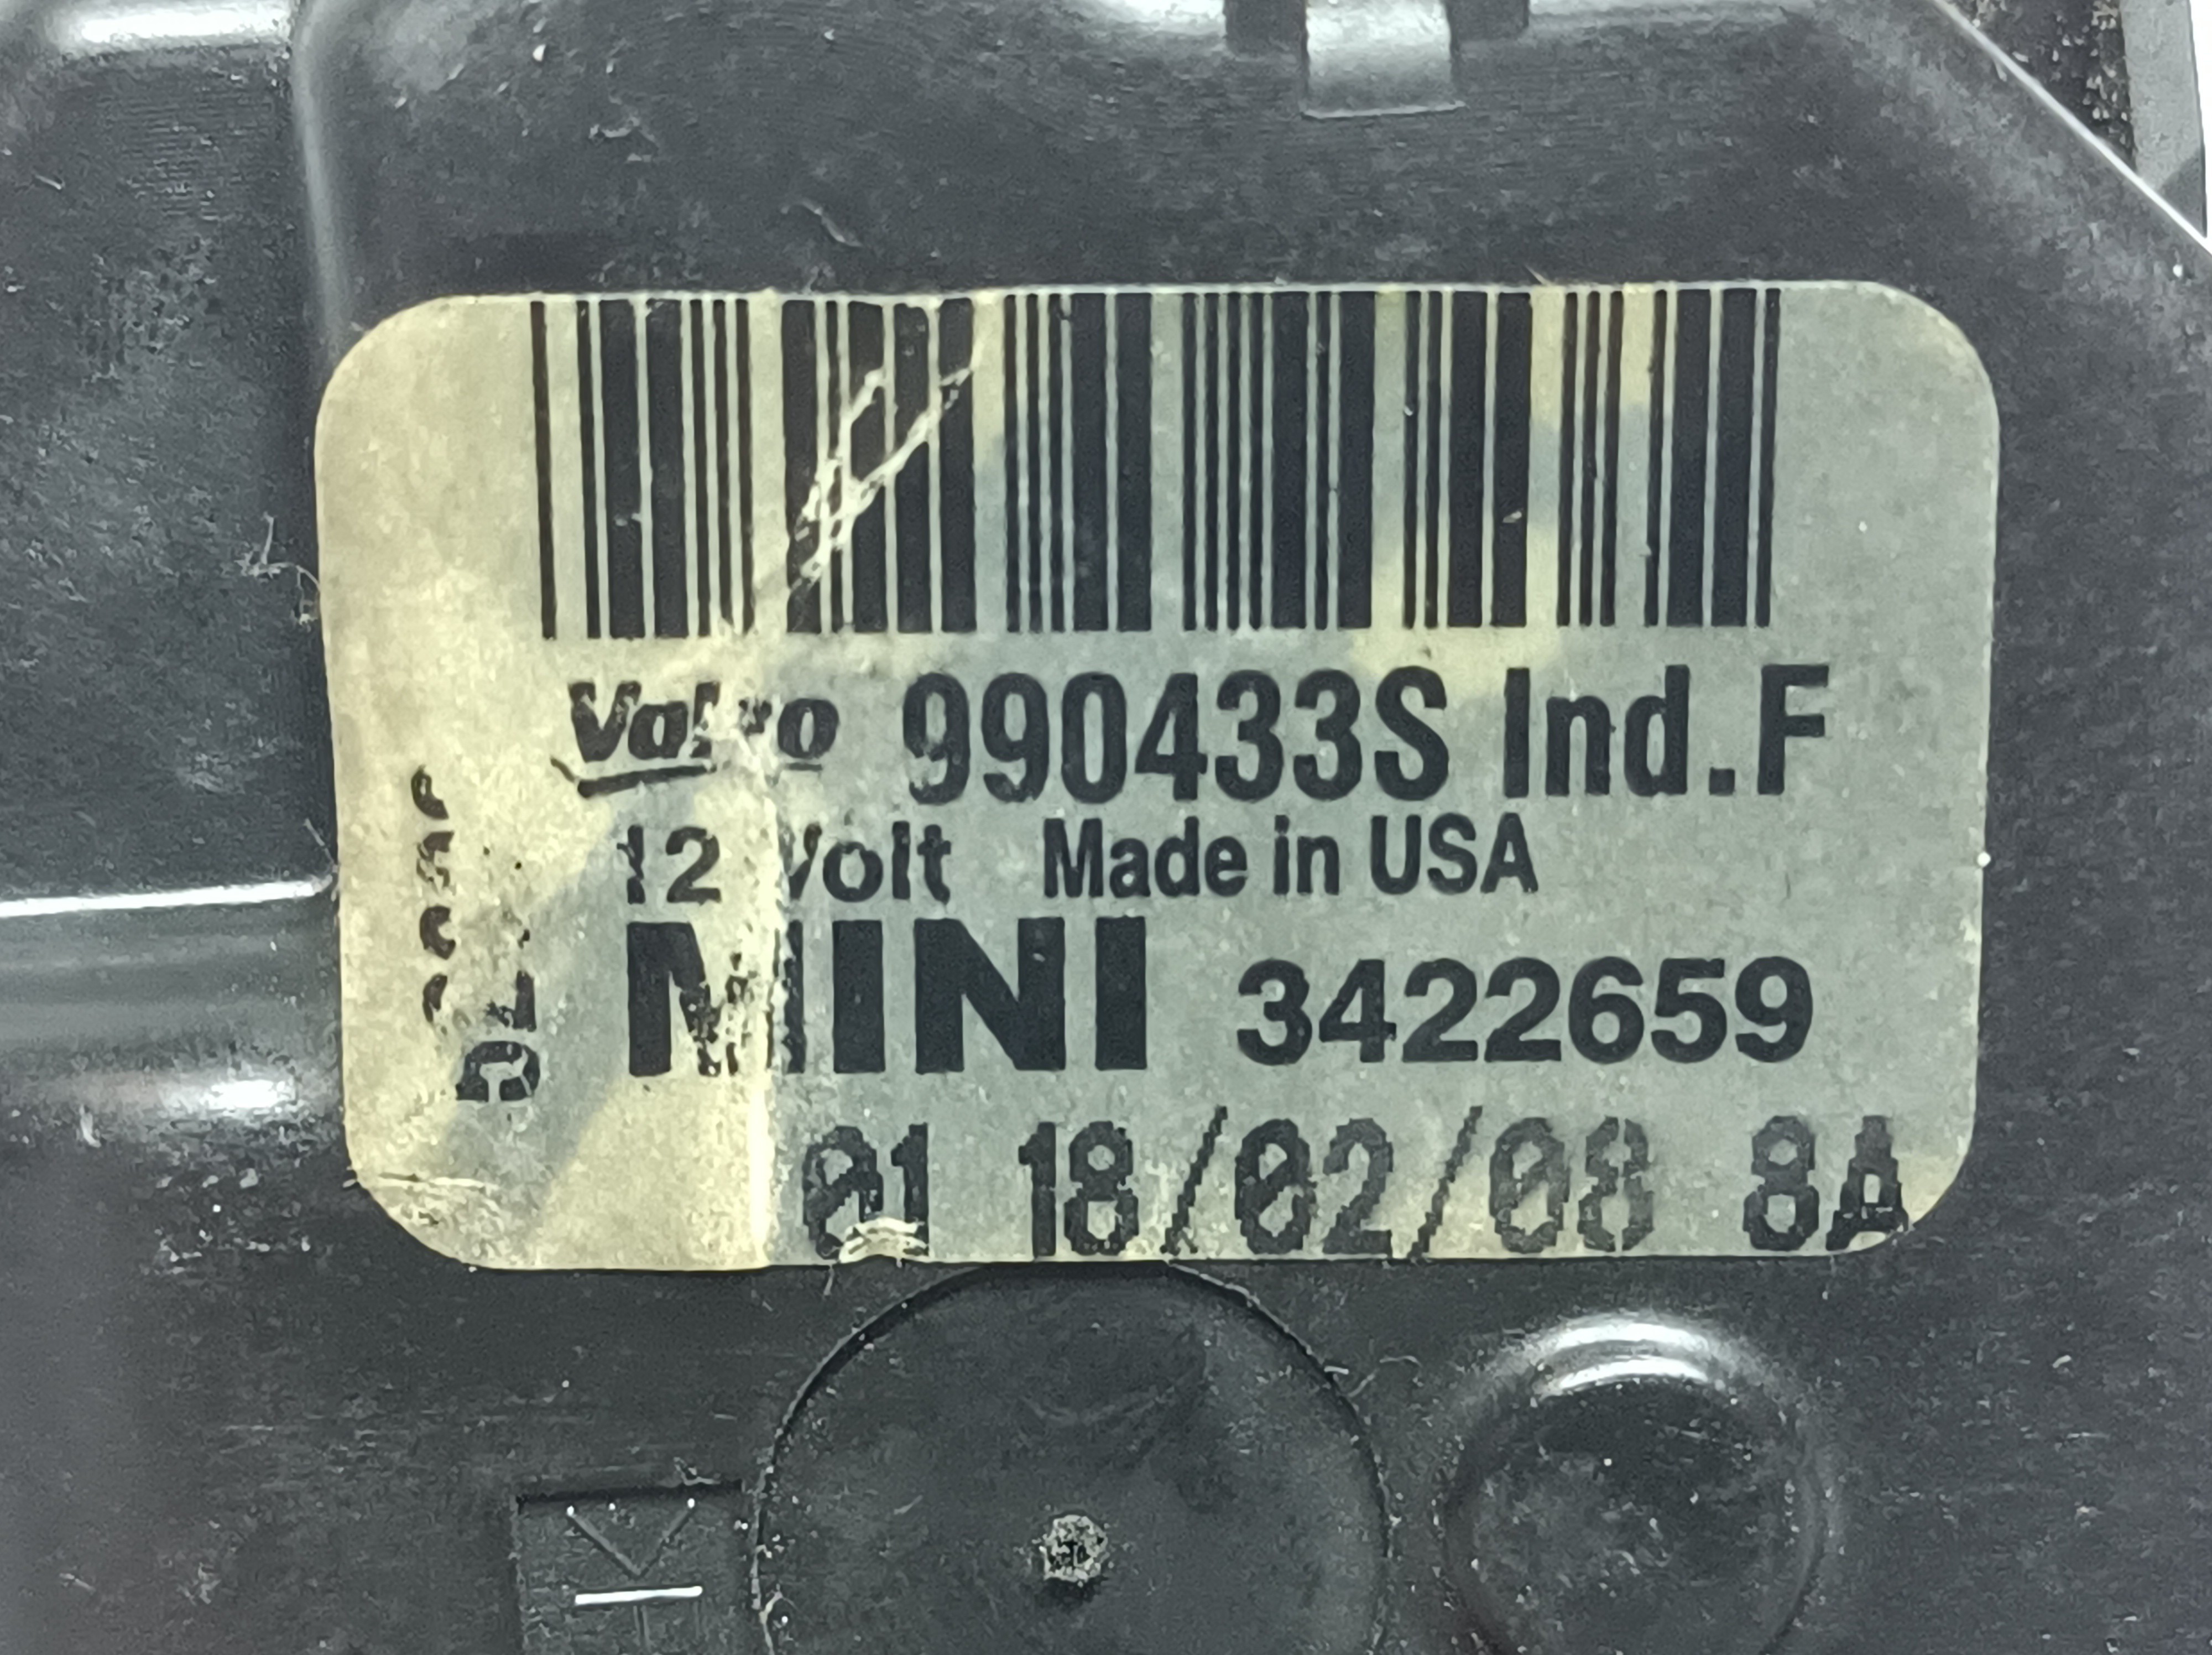 Valeo 990433S Ind.F
12 Volt Made in USA
MINI 3422659
01 18/02/08 8A